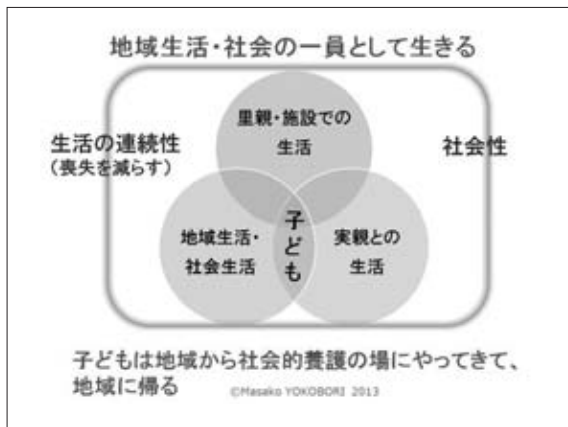 地域生活・社会の一員として生きる
里親・施設での
生活
生活の連続性
(喪失を減らす)
社会性
地域生活・
社会生活
子ども
実親との
生活
子どもは地域から社会的養護の場にやってきて、
地域に帰る
©Masako YOKOBORI 2013